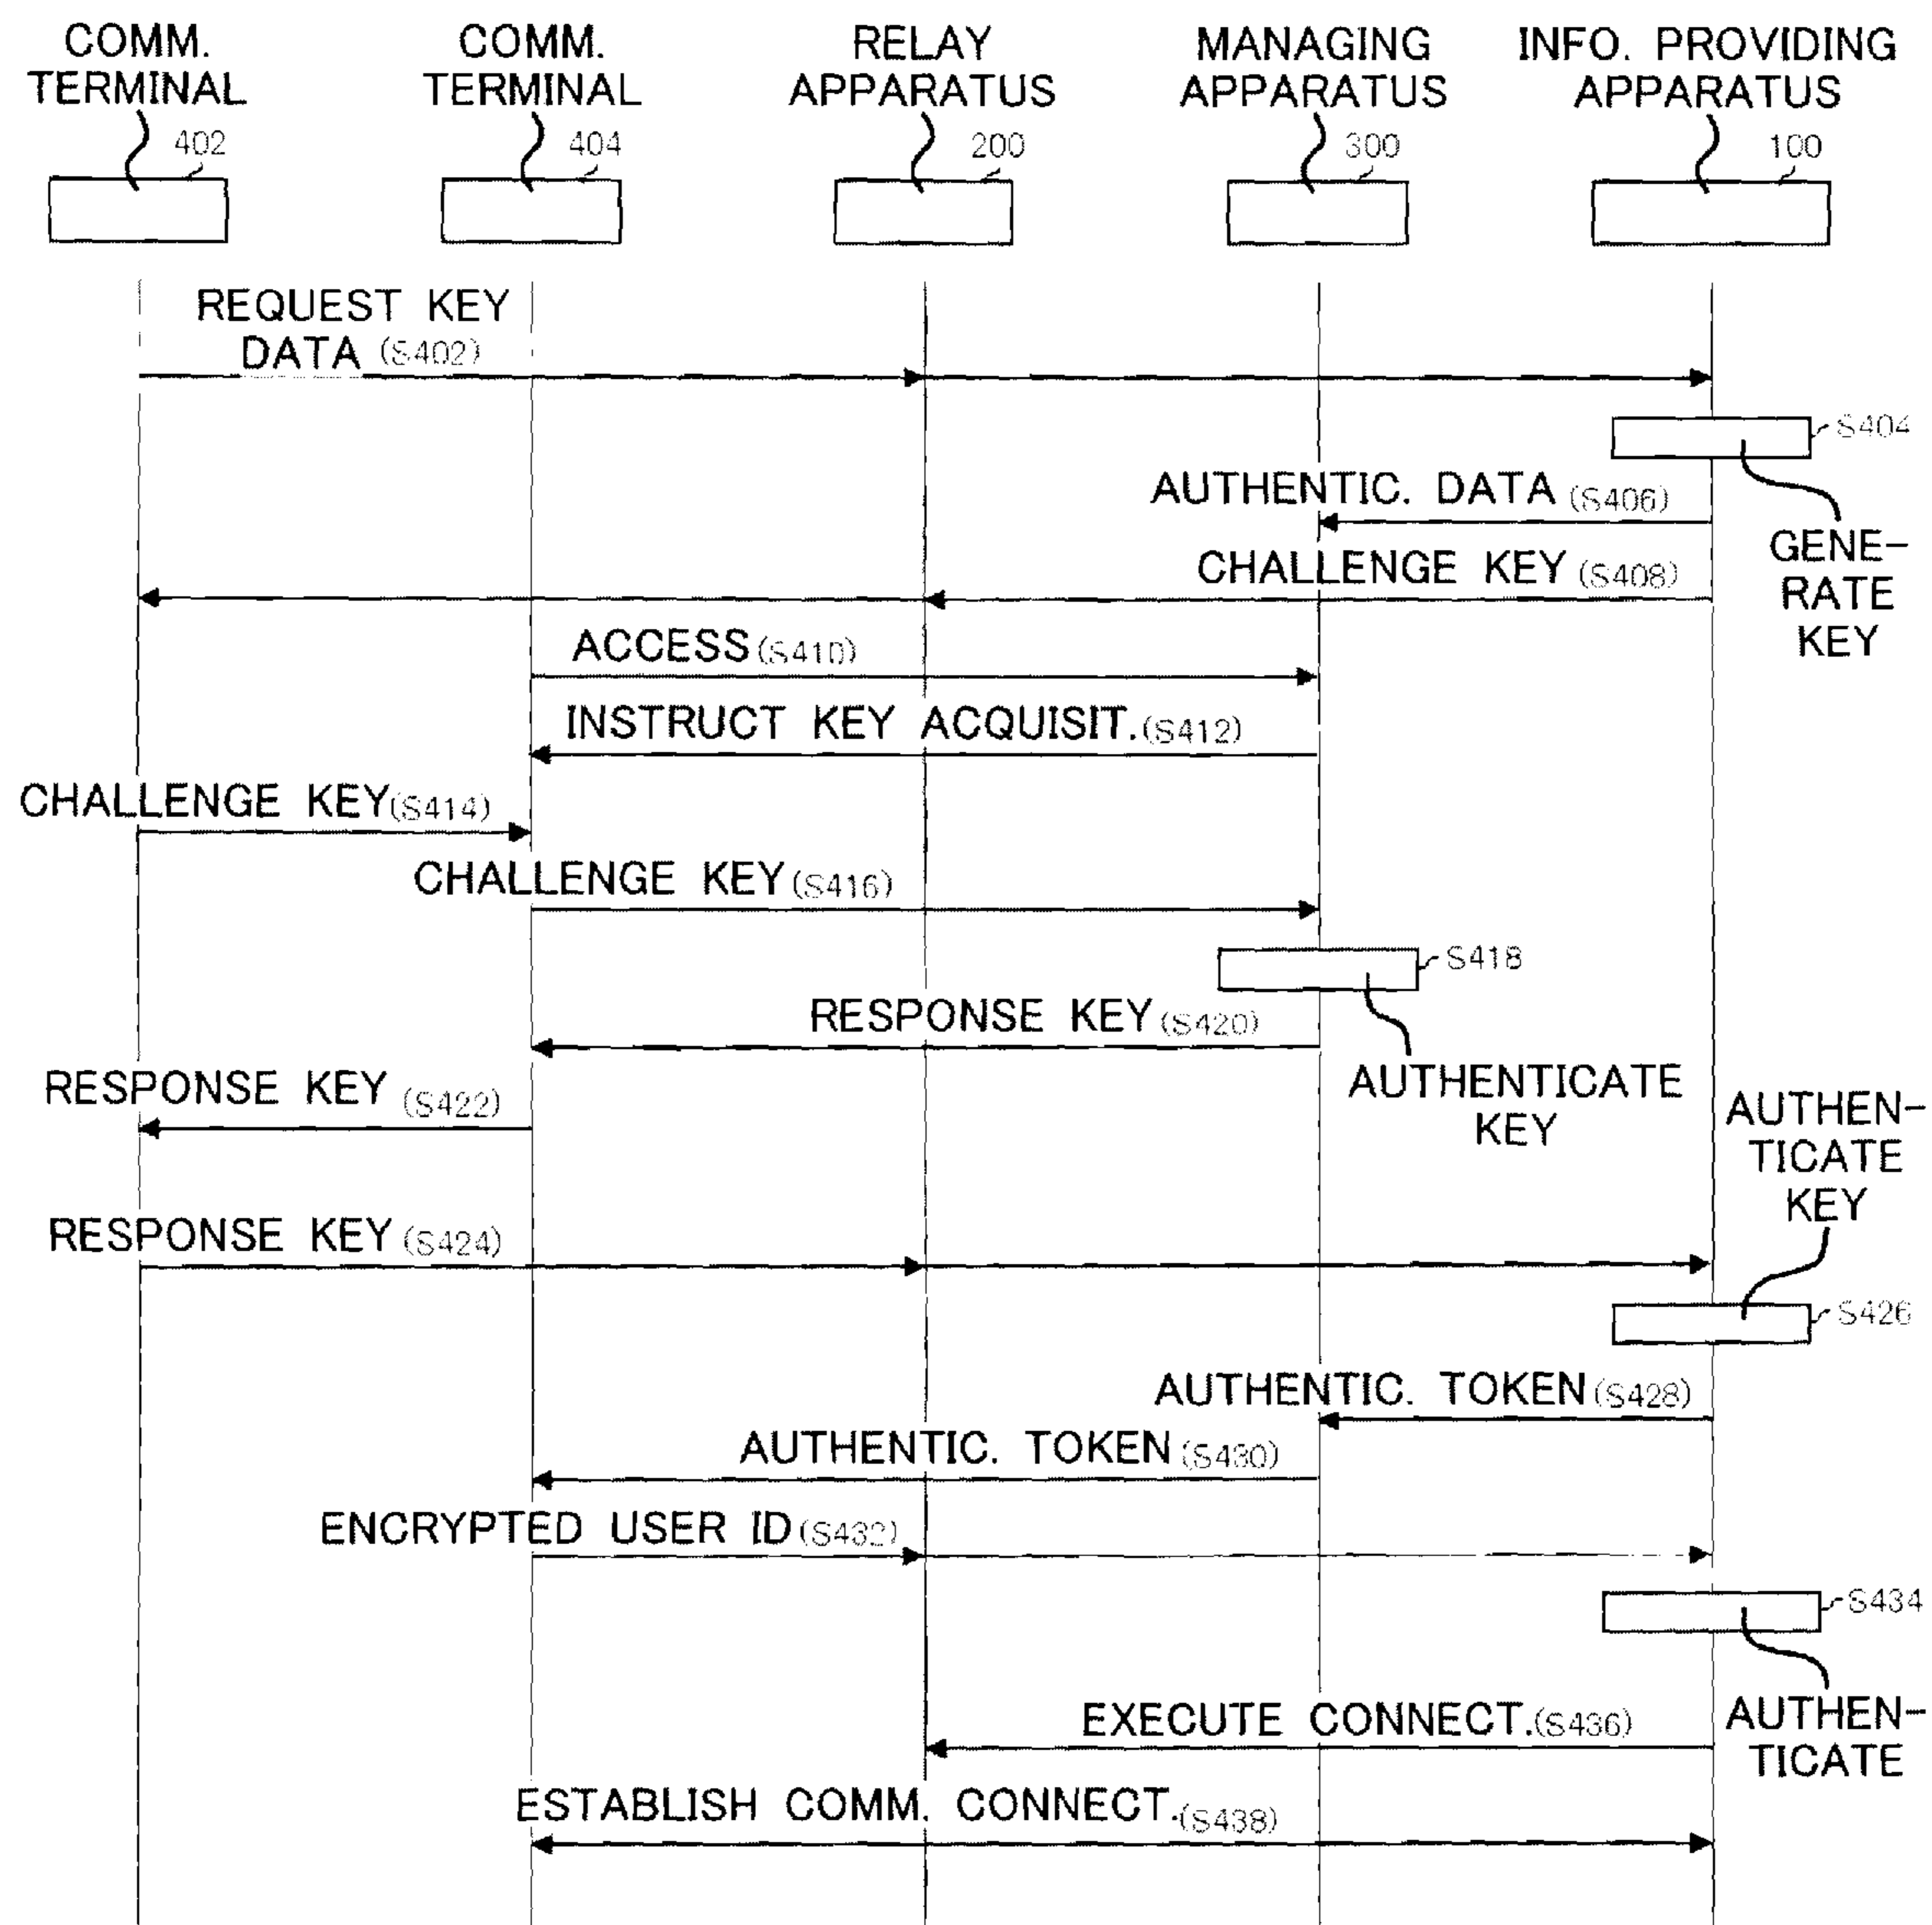 COMM.
TERMINAL
402
COMM.
TERMINAL
404
RELAY
APPARATUS
200
MANAGING
APPARATUS
300
INFO. PROVIDING
APPARATUS
100
REQUEST KEY
DATA (S402)
S404
GENE-
RATE
KEY
AUTHENTIC. DATA (S406)
CHALLENGE KEY (S408)
ACCESS (S410)
INSTRUCT KEY ACQUISIT. (S412)
CHALLENGE KEY (S414)
CHALLENGE KEY (S416)
S418
AUTHENTICATE
KEY
RESPONSE KEY (S420)
RESPONSE KEY (S422)
AUTHEN-
TICATE
KEY
RESPONSE KEY (S424)
S426
AUTHENTIC. TOKEN (S428)
AUTHENTIC. TOKEN (S430)
ENCRYPTED USER ID (S432)
S434
AUTHEN-
TICATE
EXECUTE CONNECT. (S436)
ESTABLISH COMM. CONNECT. (S438)